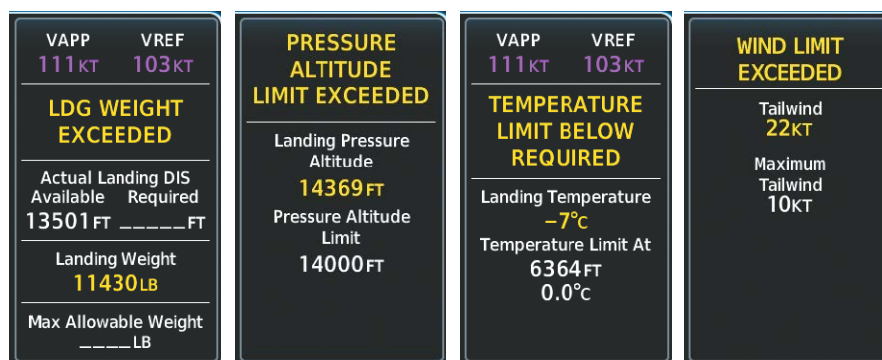 VAPP VREF
111KT 103KT
LDG WEIGHT
EXCEEDED
Actual Landing DIS
Available Required
13501FT _____FT
Landing Weight
11430LB
Max Allowable Weight
____LB
PRESSURE
ALTITUDE
LIMIT EXCEEDED
Landing Pressure
Altitude
14369FT
Pressure Altitude
Limit
14000FT
VAPP VREF
111KT 103KT
TEMPERATURE
LIMIT BELOW
REQUIRED
Landing Temperature
-7°C
Temperature Limit At
6364FT
0.0°C
WIND LIMIT
EXCEEDED
Tailwind
22KT
Maximum
Tailwind
10KT